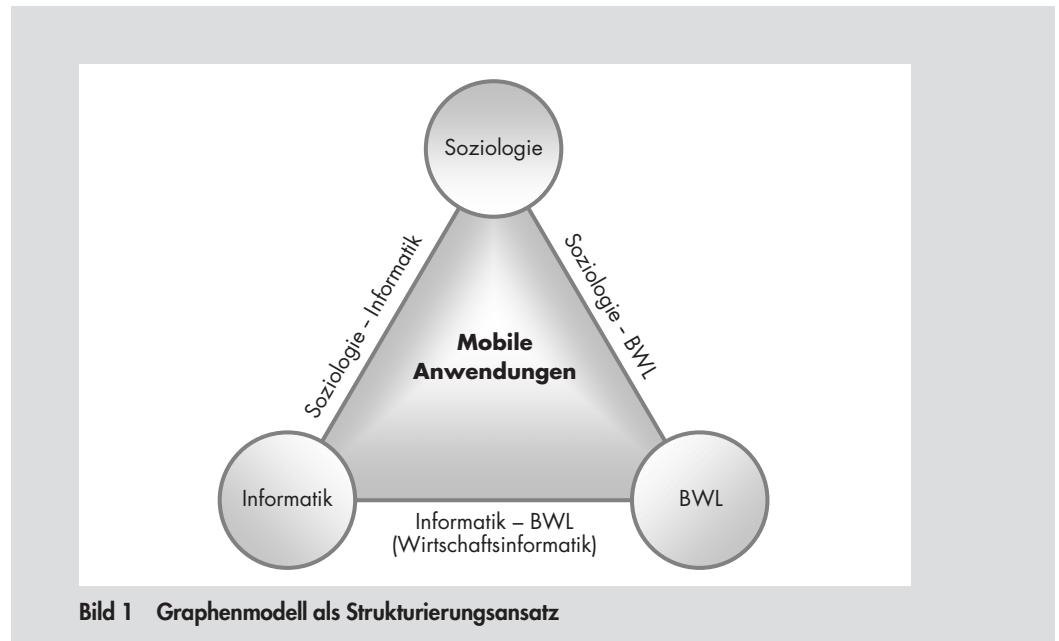 Soziologie
Soziologie – Informatik
Soziologie – BWL
Mobile
Anwendungen
Informatik
BWL
Informatik – BWL
(Wirtschaftsinformatik)
Bild 1 Graphenmodell als Strukturierungsansatz